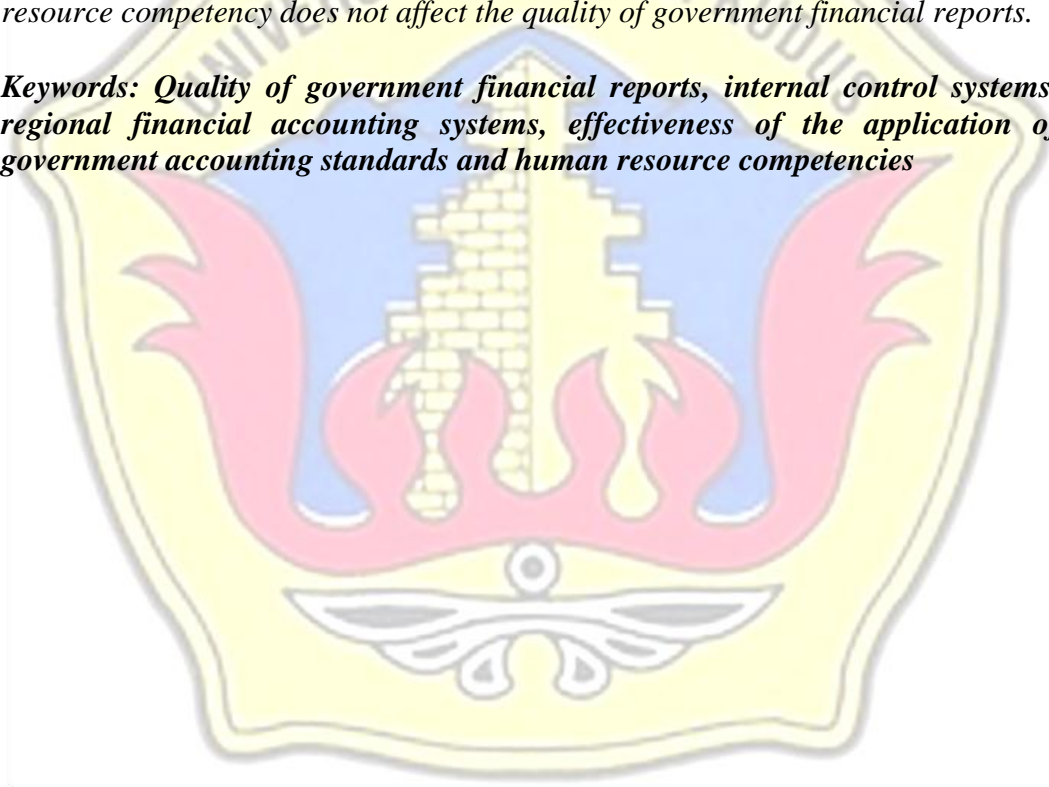 resource competency does not affect the quality of government financial reports.
Keywords: Quality of government financial reports, internal control systems
regional financial accounting systems, effectiveness of the application of
government accounting standards and human resource competencies